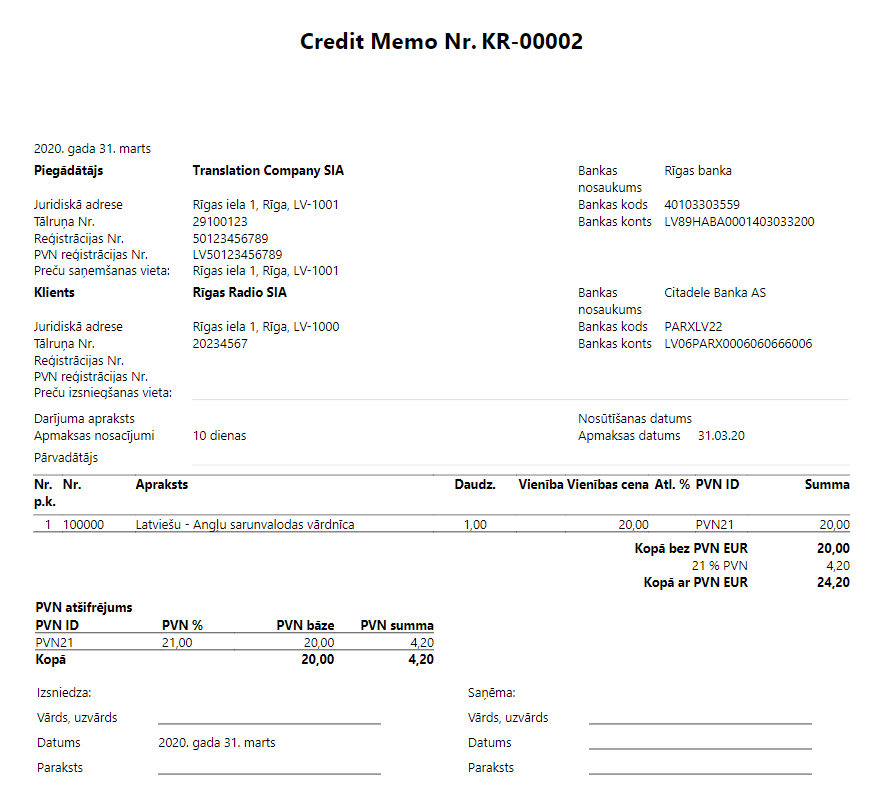 Credit Memo Nr. KR-00002
2020. gada 31. marts
Piegādātājs Translation Company SIA Bankas nosaukums Rīgas banka
Juridiskā adrese Rīgas iela 1, Rīga, LV-1001 Bankas kods 40103303559
Tālruņa Nr. 29100123 Bankas konts LV89HABA0001403033200
Reģistrācijas Nr. 50123456789
PVN reģistrācijas Nr. LV50123456789
Preču saņemšanas vieta: Rīgas iela 1, Rīga, LV-1001
Klients Rīgas Radio SIA Bankas nosaukums Citadele Banka AS
Juridiskā adrese Rīgas iela 1, Rīga, LV-1000 Bankas kods PARXLV22
Tālruņa Nr. 20234567 Bankas konts LV06PARX0006060666006
Reģistrācijas Nr.
PVN reģistrācijas Nr.
Preču izsniegšanas vieta:
Darījuma apraksts Nosūtīšanas datums
Apmaksas nosacījumi 10 dienas Apmaksas datums 31.03.20
Pārvadātājs
Nr. p.k. Nr. Apraksts Daudz. Vienība Vienības cena Atl. % PVN ID Summa
1 100000 Latviešu - Angļu sarunvalodas vārdnīca 1,00 20,00 PVN21 20,00
Kopā bez PVN EUR 20,00
21 % PVN 4,20
Kopā ar PVN EUR 24,20
PVN atšifrējums
PVN ID PVN % PVN bāze PVN summa
PVN21 21,00 20,00 4,20
Kopā 20,00 4,20
Izsniedza: Saņēma:
Vārds, uzvārds Vārds, uzvārds
Datums 2020. gada 31. marts Datums
Paraksts Paraksts